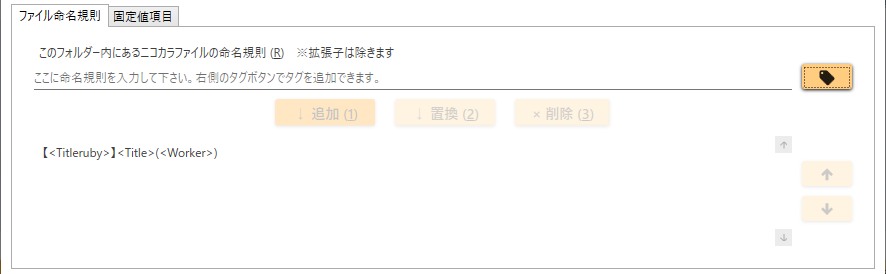 ファイル命名規則 固定値項目
このフォルダー内にあるニコカラファイルの命名規則 (R) ※拡張子は除きます
ここに命名規則を入力して下さい。右側のタグボタンでタグを追加できます。
↓ 追加 (1) ↓ 置換 (2) × 削除 (3)
【<Titleruby>】<Title>(<Worker>)